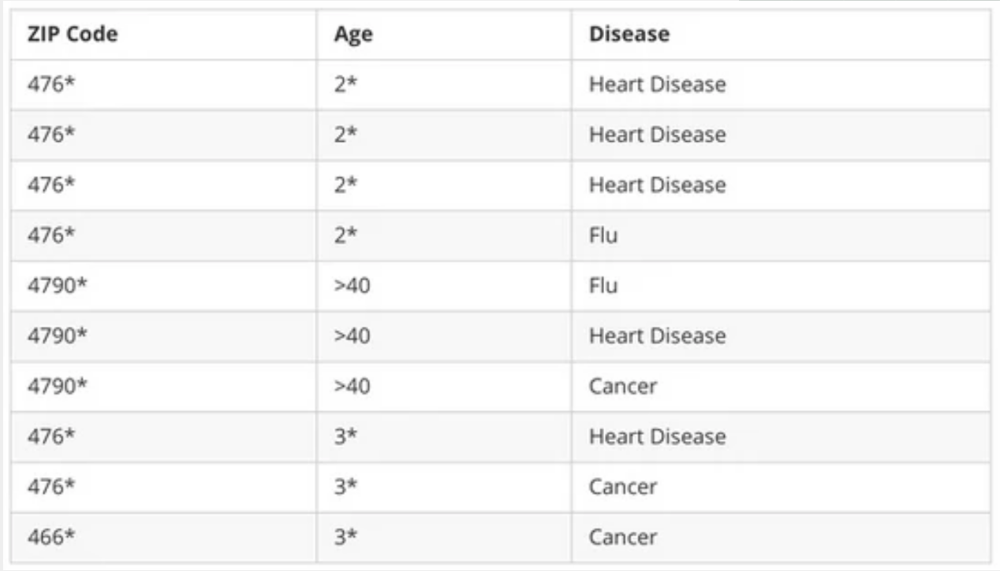 ZIP Code Age Disease
476* 2* Heart Disease
476* 2* Heart Disease
476* 2* Heart Disease
476* 2* Flu
4790* >40 Flu
4790* >40 Heart Disease
4790* >40 Cancer
476* 3* Heart Disease
476* 3* Cancer
466* 3* Cancer